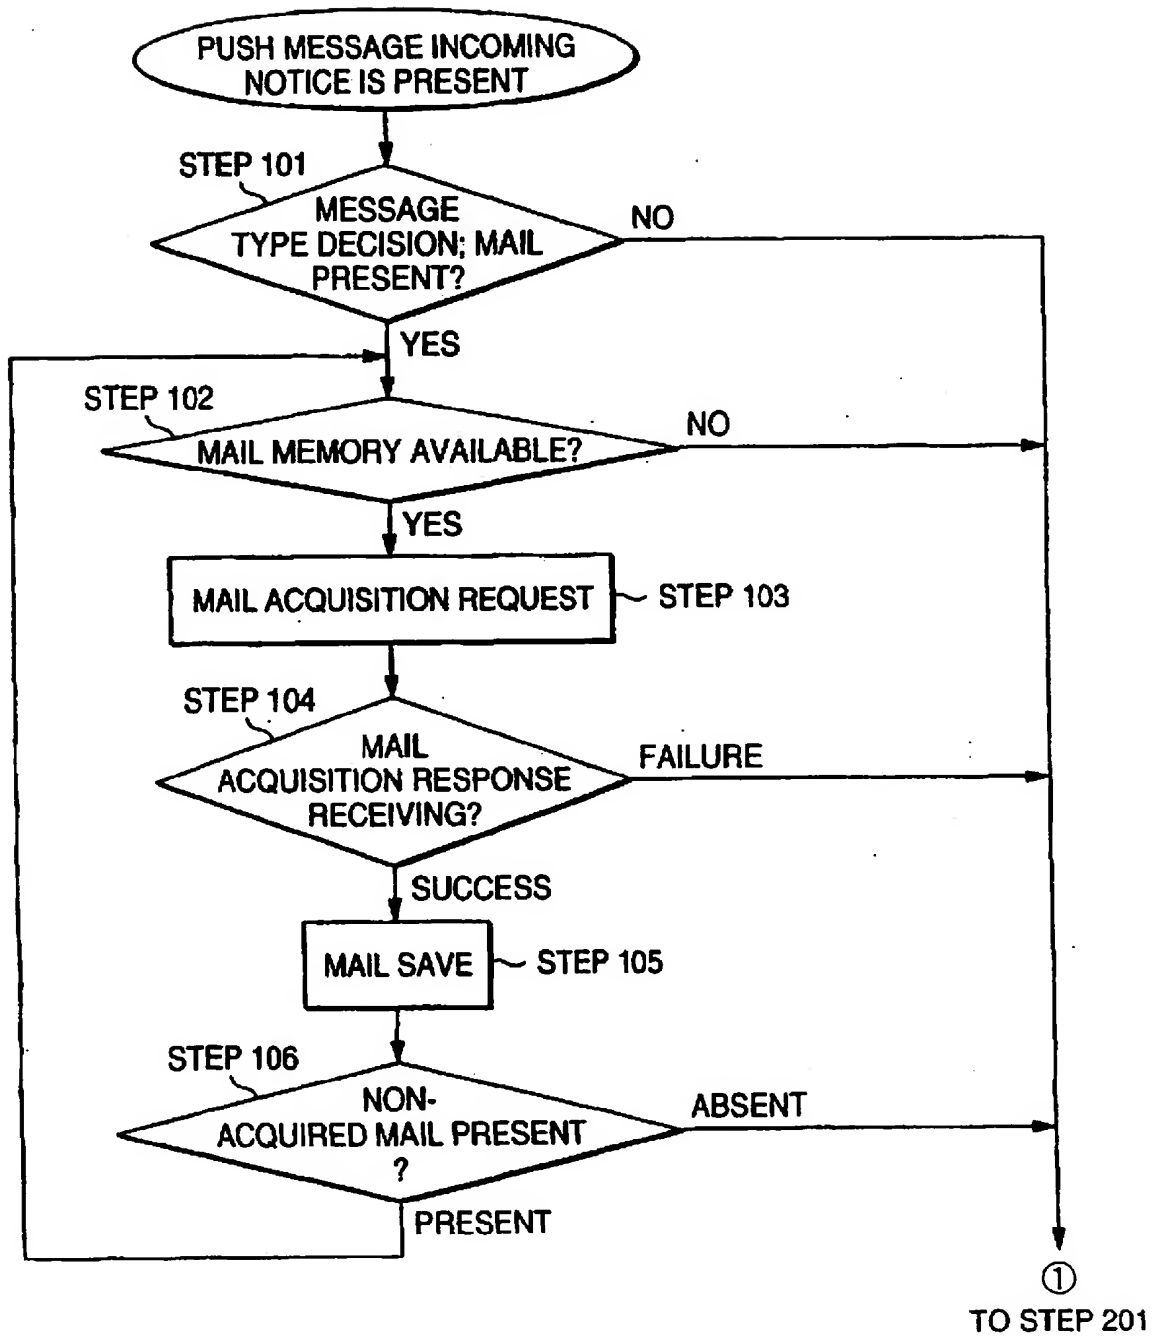 PUSH MESSAGE INCOMING
NOTICE IS PRESENT
STEP 101
MESSAGE
TYPE DECISION; MAIL
PRESENT?
NO
YES
STEP 102
MAIL MEMORY AVAILABLE?
NO
YES
MAIL ACQUISITION REQUEST
STEP 103
STEP 104
MAIL
ACQUISITION RESPONSE
RECEIVING?
FAILURE
SUCCESS
MAIL SAVE
STEP 105
STEP 106
NON-
ACQUIRED MAIL PRESENT
?
ABSENT
PRESENT
①
TO STEP 201